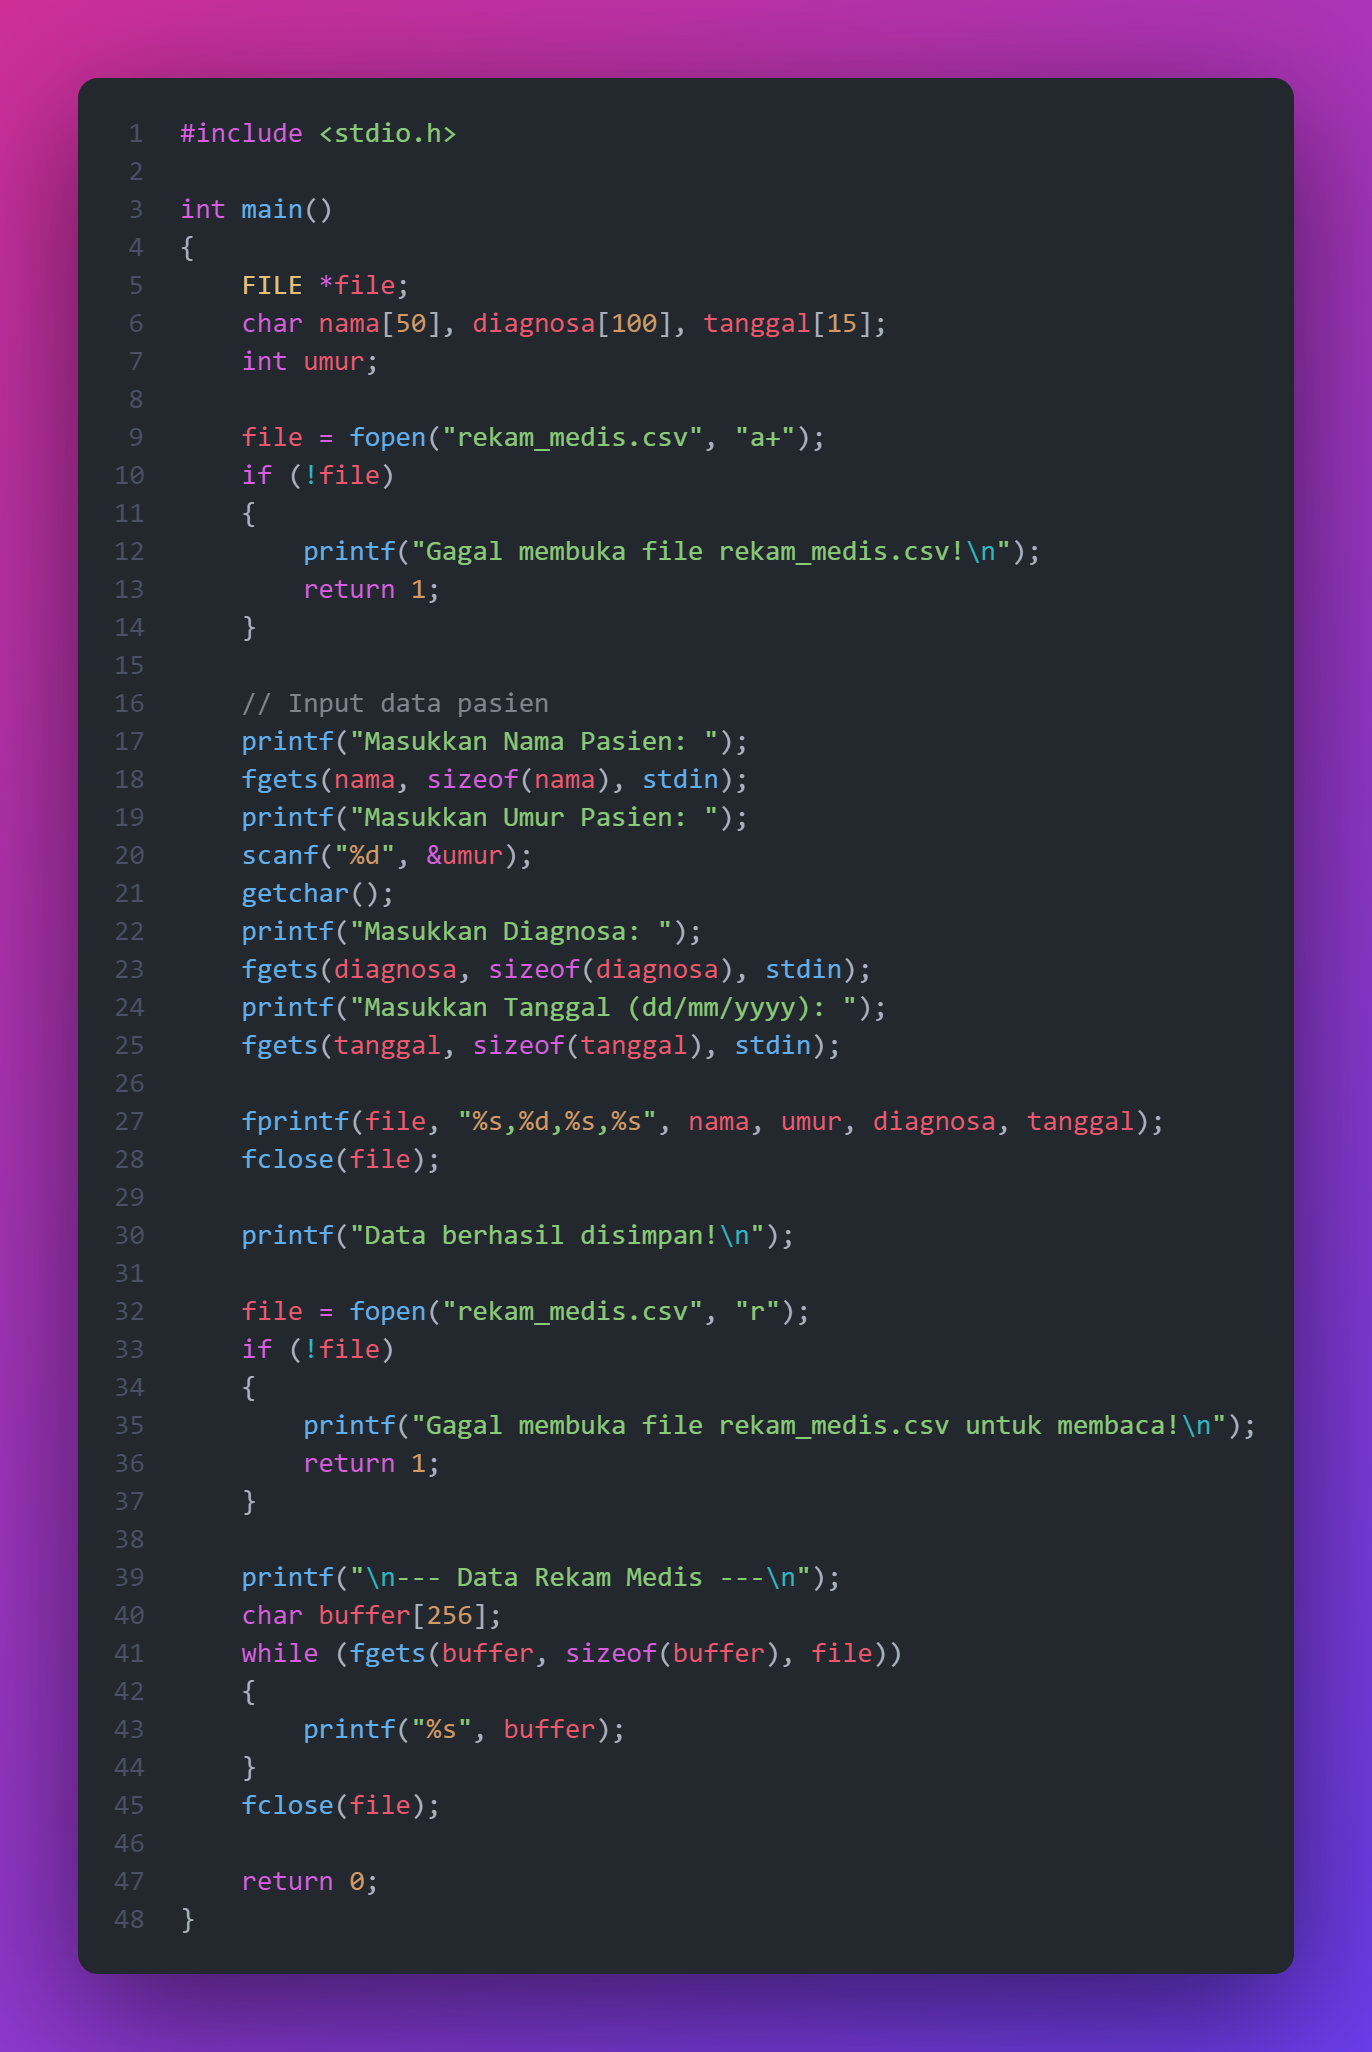 1 #include <stdio.h>
2
3 int main()
4 {
5     FILE *file;
6     char nama[50], diagnosa[100], tanggal[15];
7     int umur;
8
9     file = fopen("rekam_medis.csv", "a+");
10     if (!file)
11     {
12         printf("Gagal membuka file rekam_medis.csv!\n");
13         return 1;
14     }
15
16     // Input data pasien
17     printf("Masukkan Nama Pasien: ");
18     fgets(nama, sizeof(nama), stdin);
19     printf("Masukkan Umur Pasien: ");
20     scanf("%d", &umur);
21     getchar();
22     printf("Masukkan Diagnosa: ");
23     fgets(diagnosa, sizeof(diagnosa), stdin);
24     printf("Masukkan Tanggal (dd/mm/yyyy): ");
25     fgets(tanggal, sizeof(tanggal), stdin);
26
27     fprintf(file, "%s,%d,%s,%s", nama, umur, diagnosa, tanggal);
28     fclose(file);
29
30     printf("Data berhasil disimpan!\n");
31
32     file = fopen("rekam_medis.csv", "r");
33     if (!file)
34     {
35         printf("Gagal membuka file rekam_medis.csv untuk membaca!\n");
36         return 1;
37     }
38
39     printf("\n--- Data Rekam Medis ---\n");
40     char buffer[256];
41     while (fgets(buffer, sizeof(buffer), file))
42     {
43         printf("%s", buffer);
44     }
45     fclose(file);
46
47     return 0;
48 }